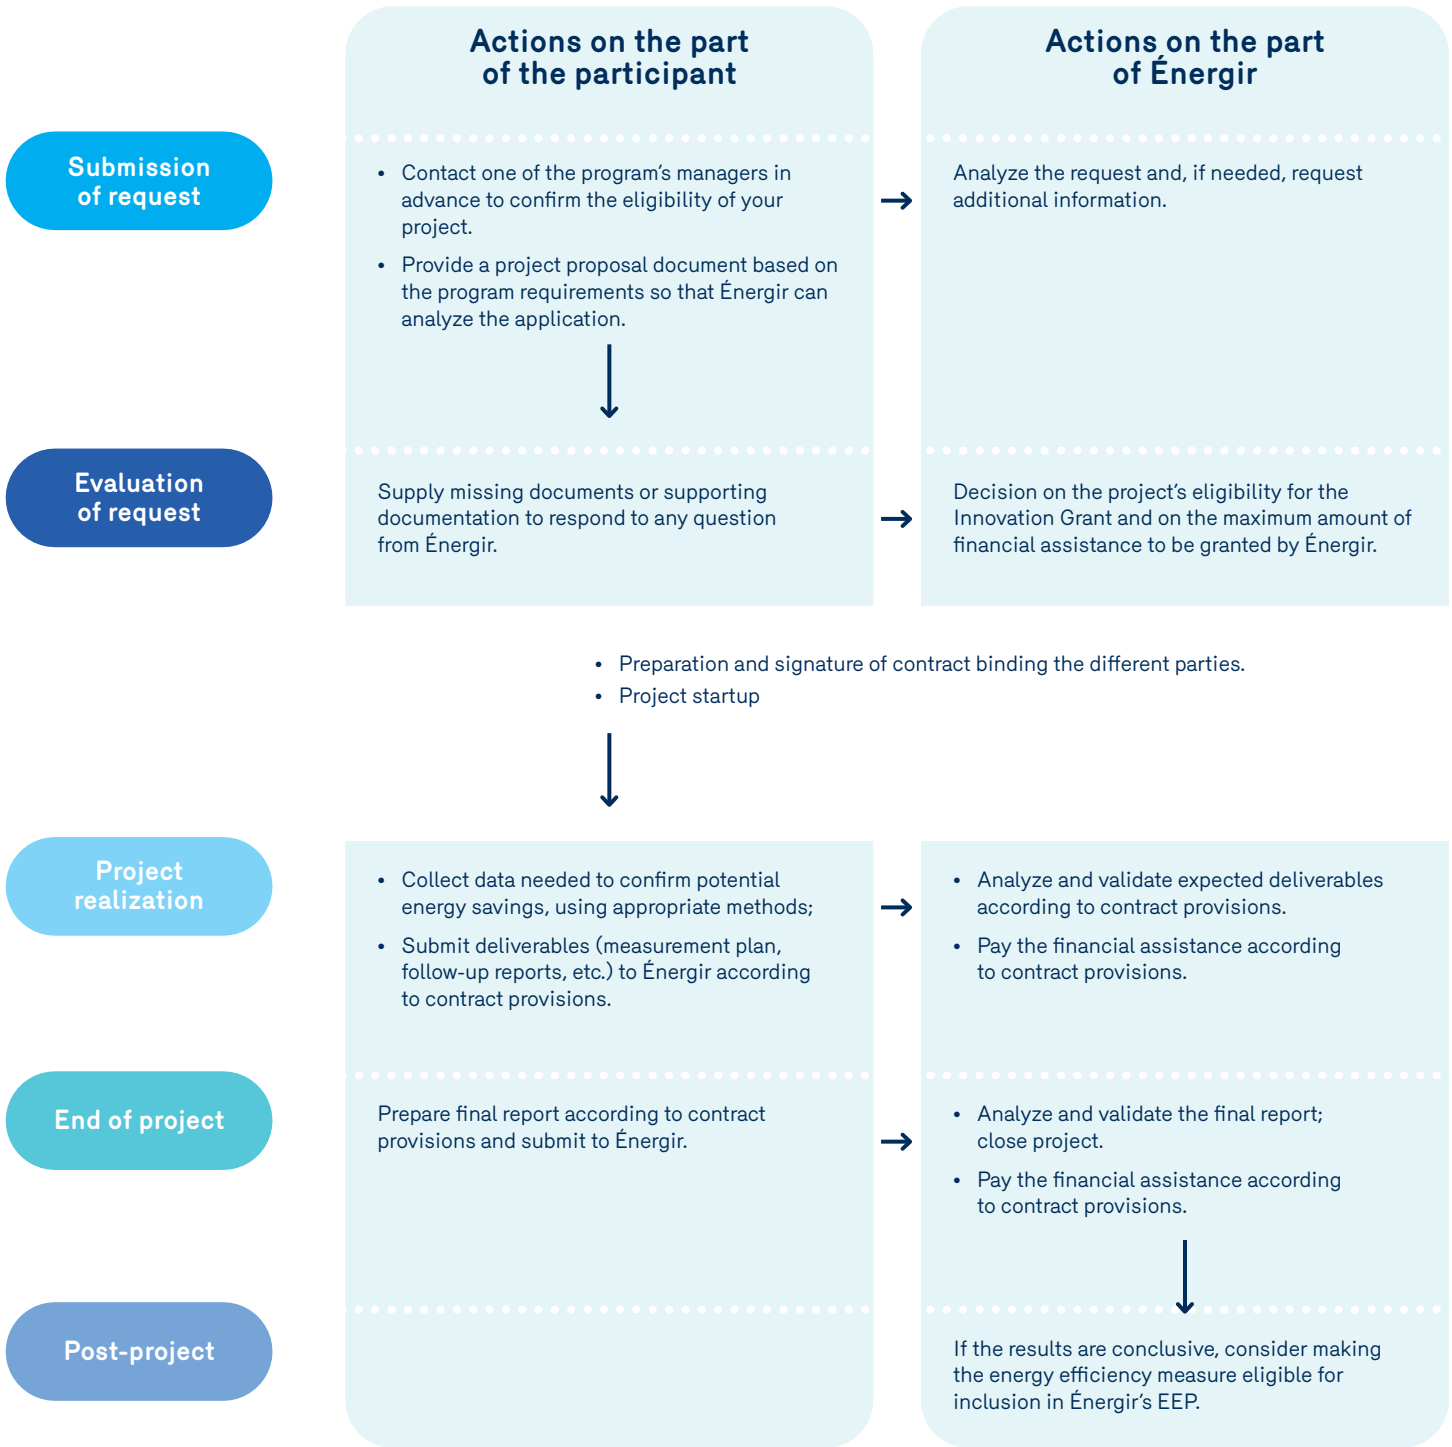 Actions on the part
of the participant
Actions on the part
of Énergir
Submission
of request
• Contact one of the program's managers in
advance to confirm the eligibility of your
project.
• Provide a project proposal document based on
the program requirements so that Énergir can
analyze the application.
Analyze the request and, if needed, request
additional information.
Evaluation
of request
Supply missing documents or supporting
documentation to respond to any question
from Énergir.
Decision on the project's eligibility for the
Innovation Grant and on the maximum amount of
financial assistance to be granted by Énergir.
• Preparation and signature of contract binding the different parties.
• Project startup
Project
realization
• Collect data needed to confirm potential
energy savings, using appropriate methods;
• Submit deliverables (measurement plan,
follow-up reports, etc.) to Énergir according
to contract provisions.
• Analyze and validate expected deliverables
according to contract provisions.
• Pay the financial assistance according
to contract provisions.
End of project
Prepare final report according to contract
provisions and submit to Énergir.
• Analyze and validate the final report;
close project.
• Pay the financial assistance according
to contract provisions.
Post-project
If the results are conclusive, consider making
the energy efficiency measure eligible for
inclusion in Énergir's EEP.